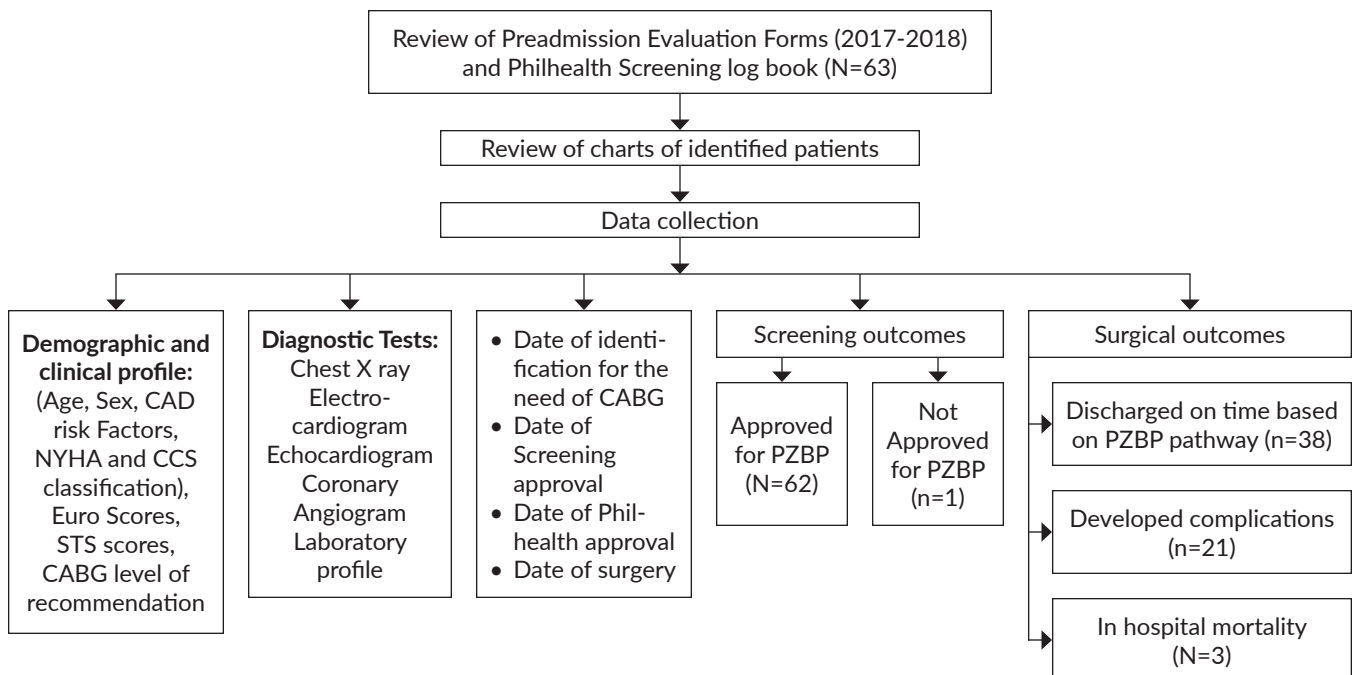 Review of Preadmission Evaluation Forms (2017-2018)
and Philhealth Screening log book (N=63)
Review of charts of identified patients
Data collection
Demographic and
clinical profile:
(Age, Sex, CAD
risk Factors,
NYHA and CCS
classification),
Euro Scores,
STS scores,
CABG level of
recommendation
Diagnostic Tests:
Chest X ray
Electro-
cardiogram
Echocardiogram
Coronary
Angiogram
Laboratory
profile
• Date of identi-
fication for the
need of CABG
• Date of
Screening
approval
• Date of Phil-
health approval
• Date of surgery
Screening outcomes
Approved
for PZBP
(N=62)
Not
Approved
for PZBP
(n=1)
Surgical outcomes
Discharged on time based
on PZBP pathway (n=38)
Developed complications
(n=21)
In hospital mortality
(N=3)